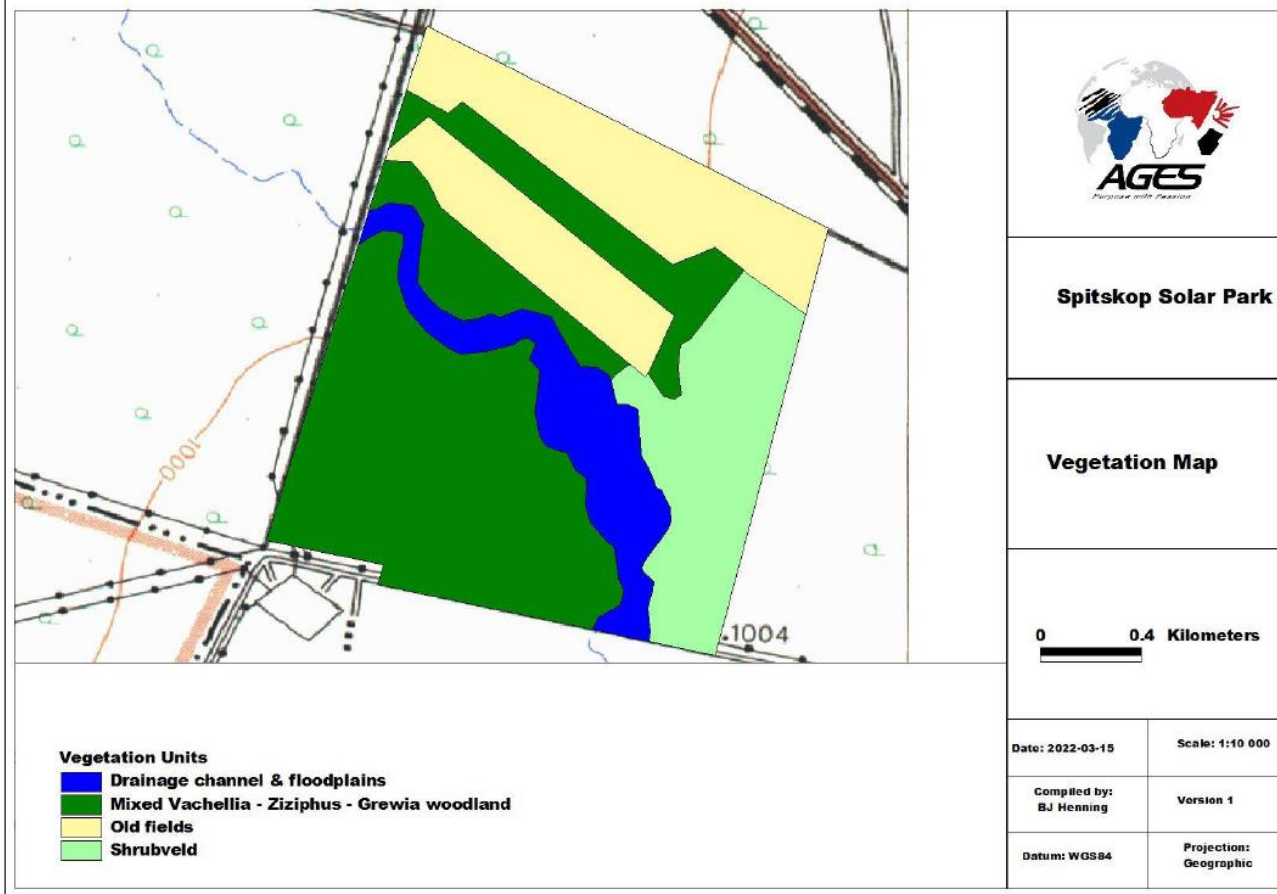 1000
1004
Vegetation Units
Drainage channel & floodplains
Mixed Vachellia - Ziziphus - Grewia woodland
Old fields
Shrubveld
AGES
Purpose with Passion
Spitskop Solar Park
Vegetation Map
0 0.4 Kilometers
Date: 2022-03-15
Scale: 1:10 000
Compiled by:
BJ Henning
Version 1
Datum: WGS84
Projection:
Geographic